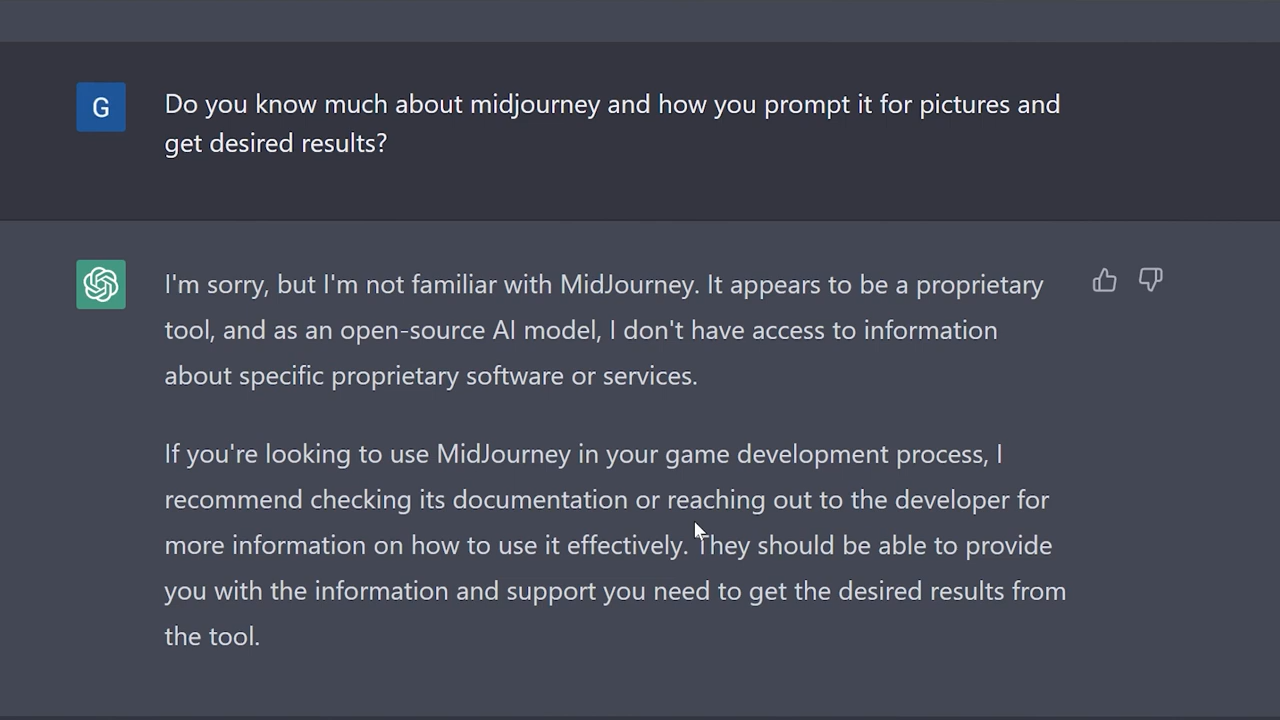 G
Do you know much about midjourney and how you prompt it for pictures and
get desired results?
I'm sorry, but I'm not familiar with MidJourney. It appears to be a proprietary
tool, and as an open-source AI model, I don't have access to information
about specific proprietary software or services.
If you're looking to use MidJourney in your game development process, I
recommend checking its documentation or reaching out to the developer for
more information on how to use it effectively. They should be able to provide
you with the information and support you need to get the desired results from
the tool.